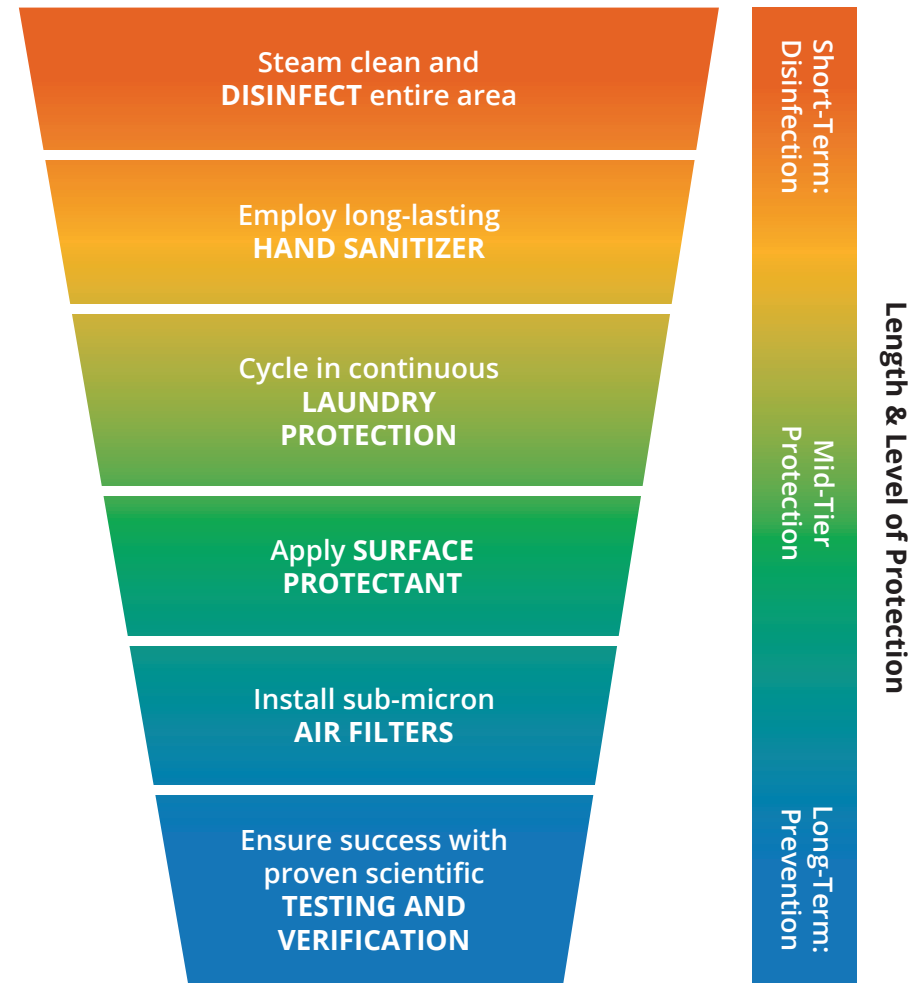 Steam clean and
DISINFECT entire area
Employ long-lasting
HAND SANITIZER
Cycle in continuous
LAUNDRY
PROTECTION
Apply SURFACE
PROTECTANT
Install sub-micron
AIR FILTERS
Ensure success with
proven scientific
TESTING AND
VERIFICATION
Short-Term:
Disinfection
Mid-Tier
Protection
Long-Term:
Prevention
Length & Level of Protection